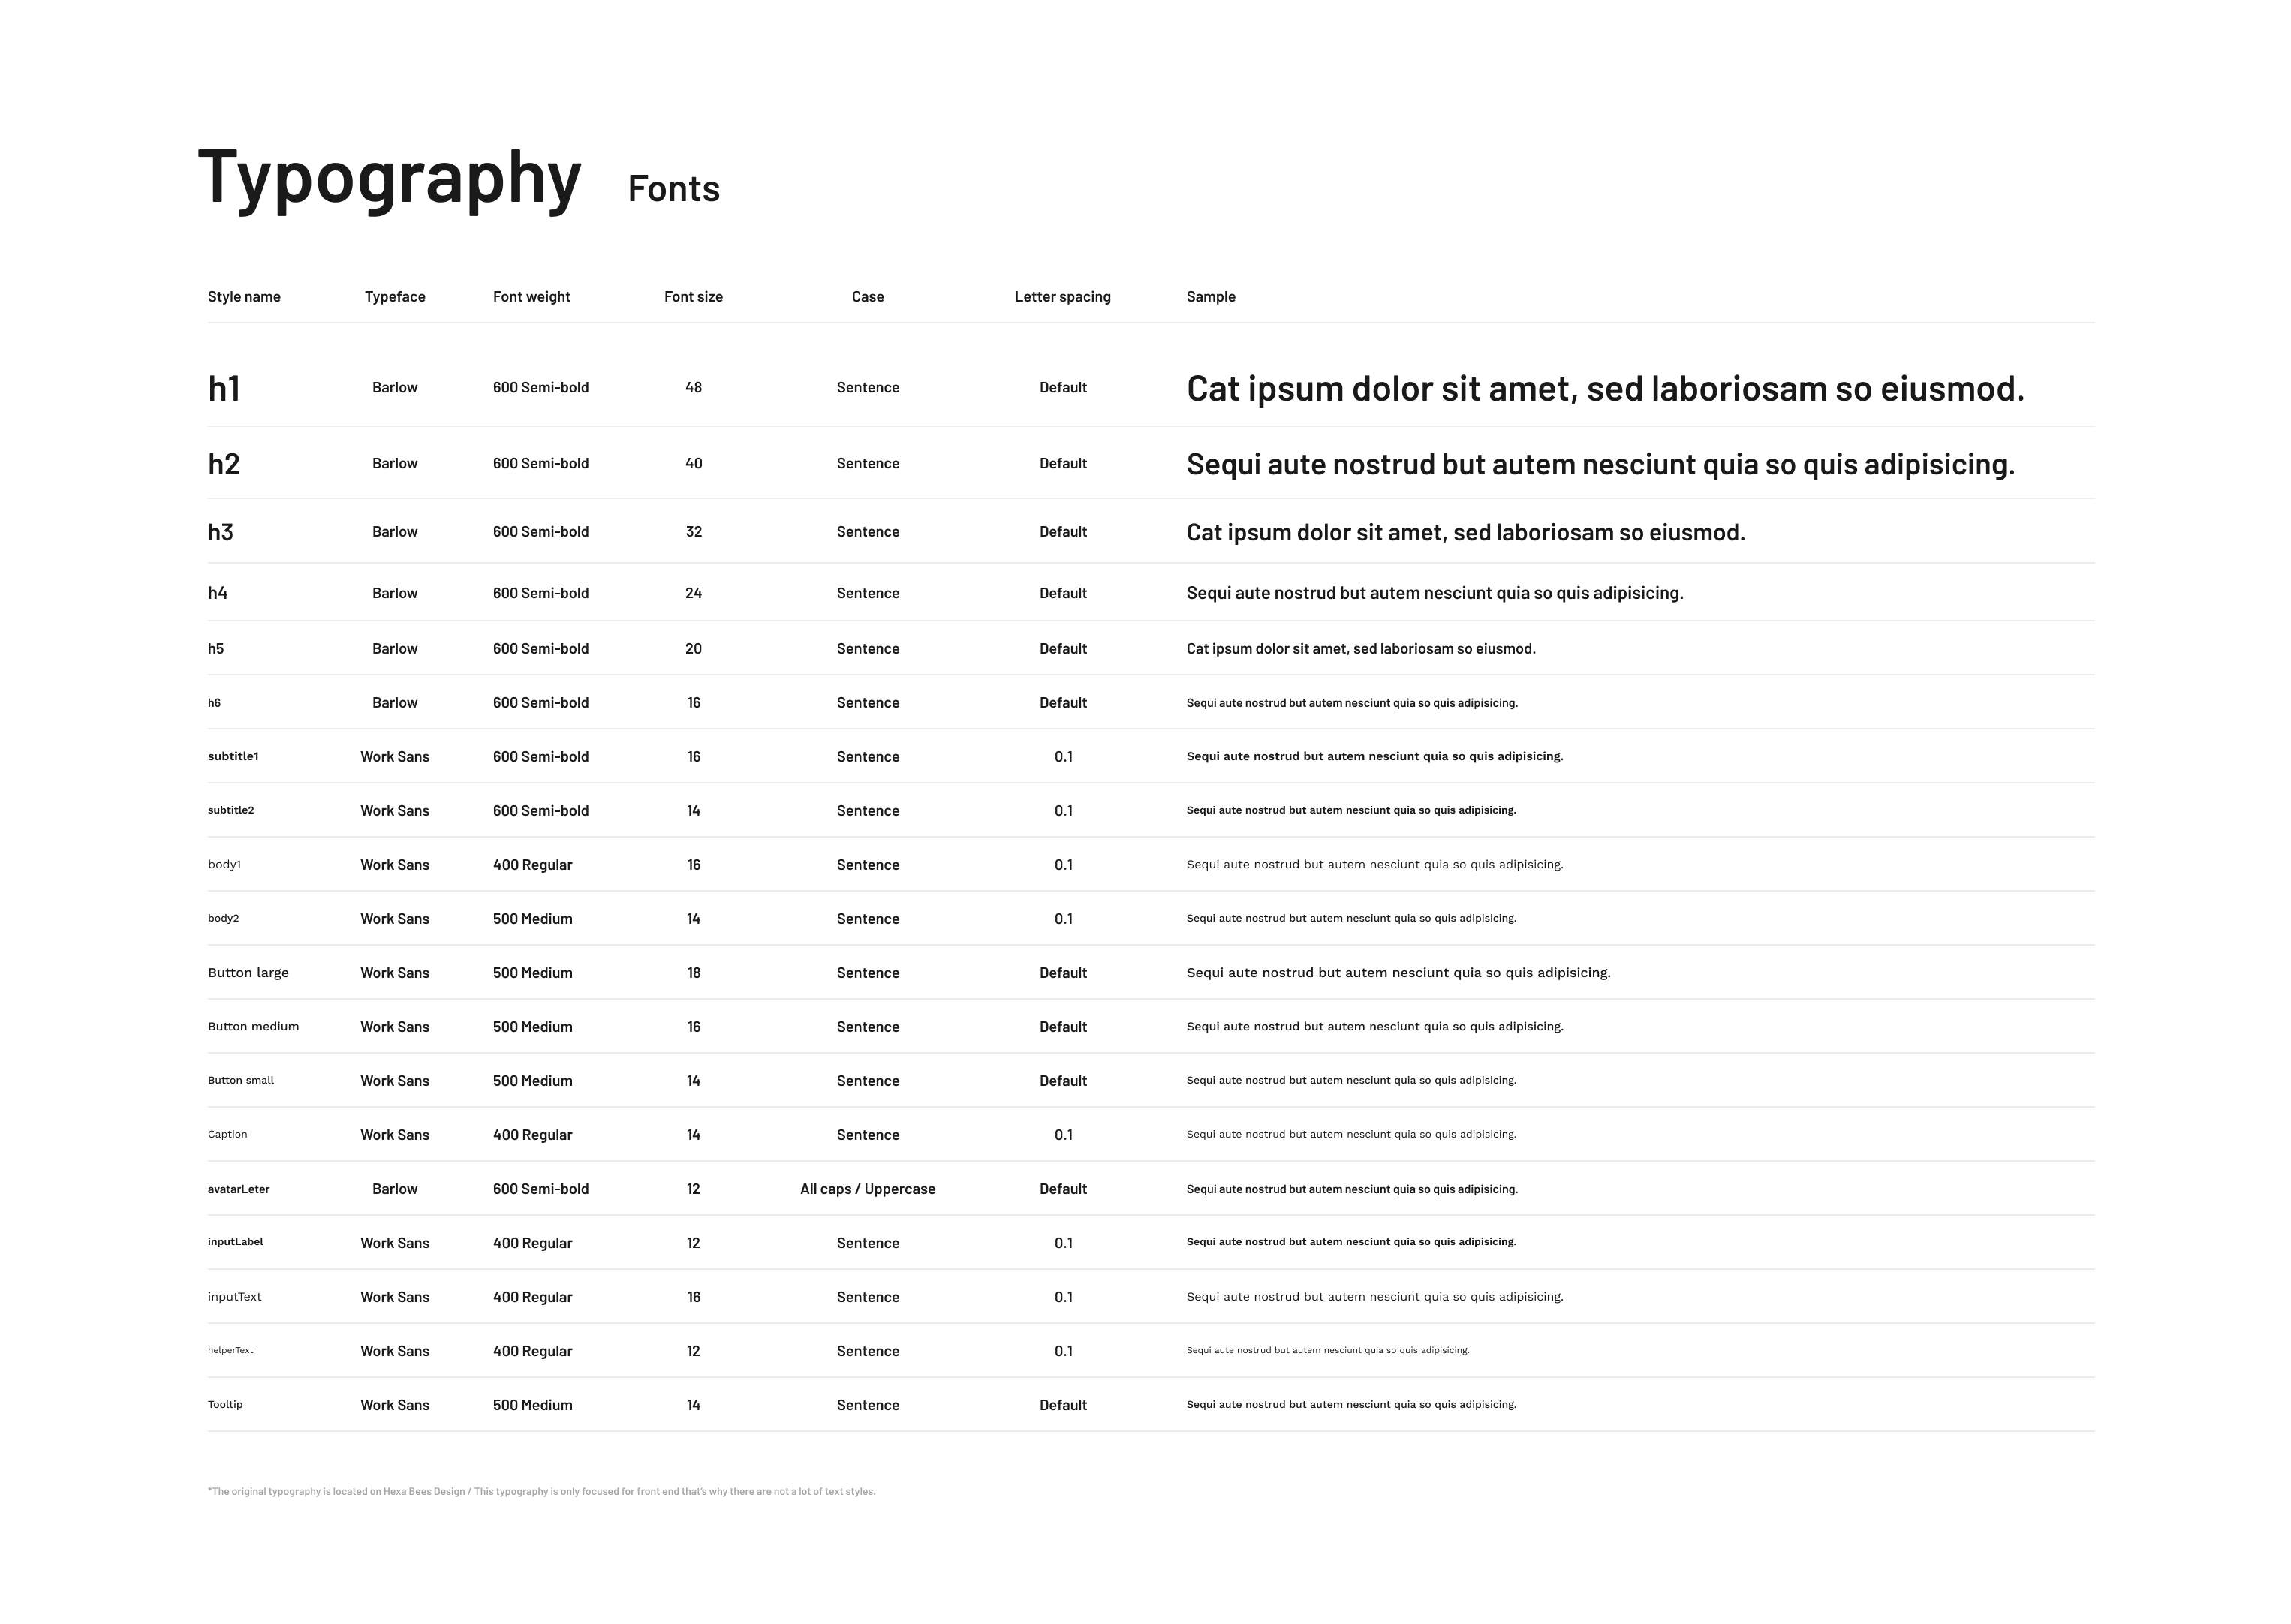 Typography Fonts
Style name Typeface Font weight Font size Case Letter spacing Sample
h1 Barlow 600 Semi-bold 48 Sentence Default Cat ipsum dolor sit amet, sed laboriosam so eiusmod.
h2 Barlow 600 Semi-bold 40 Sentence Default Sequi aute nostrud but autem nesciunt quia so quis adipisicing.
h3 Barlow 600 Semi-bold 32 Sentence Default Cat ipsum dolor sit amet, sed laboriosam so eiusmod.
h4 Barlow 600 Semi-bold 24 Sentence Default Sequi aute nostrud but autem nesciunt quia so quis adipisicing.
h5 Barlow 600 Semi-bold 20 Sentence Default Cat ipsum dolor sit amet, sed laboriosam so eiusmod.
h6 Barlow 600 Semi-bold 16 Sentence Default Sequi aute nostrud but autem nesciunt quia so quis adipisicing.
subtitle1 Work Sans 600 Semi-bold 16 Sentence 0.1 Sequi aute nostrud but autem nesciunt quia so quis adipisicing.
subtitle2 Work Sans 600 Semi-bold 14 Sentence 0.1 Sequi aute nostrud but autem nesciunt quia so quis adipisicing.
body1 Work Sans 400 Regular 16 Sentence 0.1 Sequi aute nostrud but autem nesciunt quia so quis adipisicing.
body2 Work Sans 500 Medium 14 Sentence 0.1 Sequi aute nostrud but autem nesciunt quia so quis adipisicing.
Button large Work Sans 500 Medium 18 Sentence Default Sequi aute nostrud but autem nesciunt quia so quis adipisicing.
Button medium Work Sans 500 Medium 16 Sentence Default Sequi aute nostrud but autem nesciunt quia so quis adipisicing.
Button small Work Sans 500 Medium 14 Sentence Default Sequi aute nostrud but autem nesciunt quia so quis adipisicing.
Caption Work Sans 400 Regular 14 Sentence 0.1 Sequi aute nostrud but autem nesciunt quia so quis adipisicing.
avatarLeter Barlow 600 Semi-bold 12 All caps / Uppercase Default Sequi aute nostrud but autem nesciunt quia so quis adipisicing.
inputLabel Work Sans 400 Regular 12 Sentence 0.1 Sequi aute nostrud but autem nesciunt quia so quis adipisicing.
inputText Work Sans 400 Regular 16 Sentence 0.1 Sequi aute nostrud but autem nesciunt quia so quis adipisicing.
helperText Work Sans 400 Regular 12 Sentence 0.1 Sequi aute nostrud but autem nesciunt quia so quis adipisicing.
Tooltip Work Sans 500 Medium 14 Sentence Default Sequi aute nostrud but autem nesciunt quia so quis adipisicing.
*The original typography is located on Hexa Bees Design / This typography is only focused for front end that's why there are not a lot of text styles.